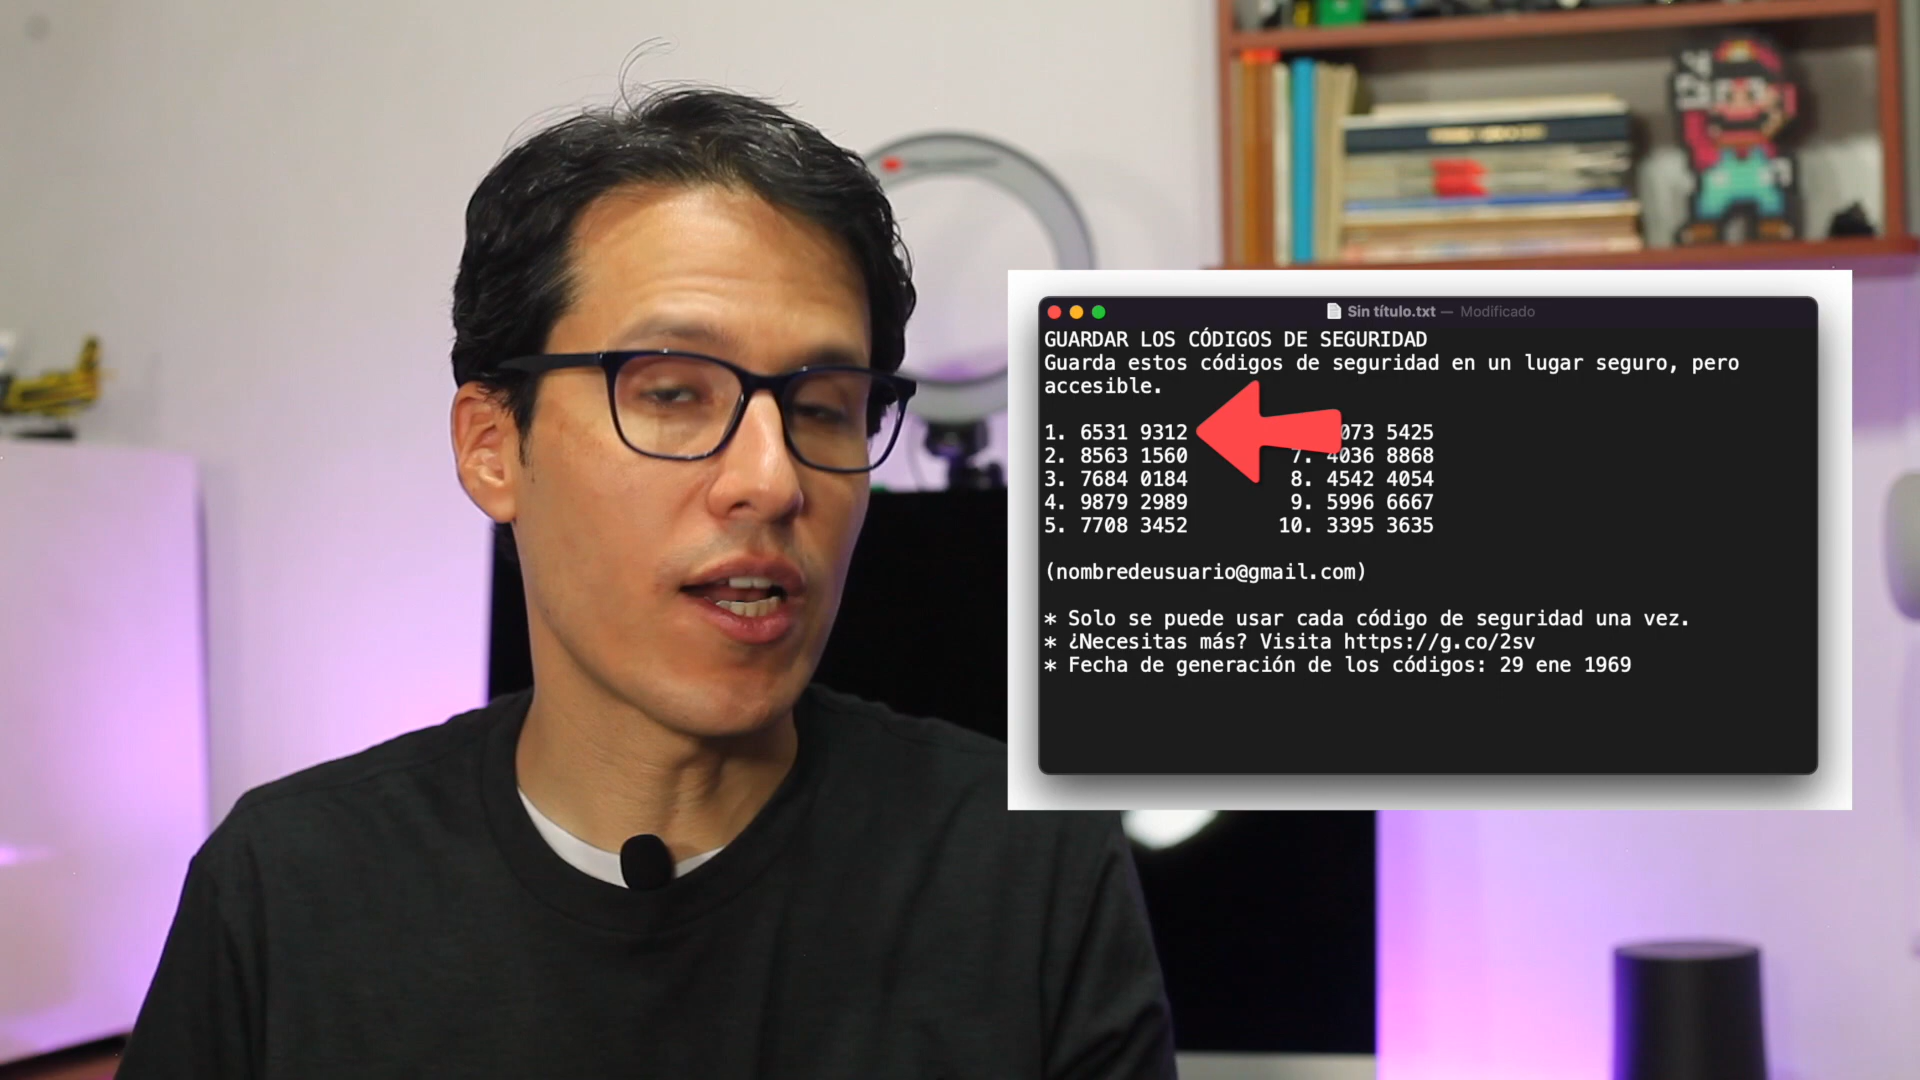 Sin título.txt — Modificado
GUARDAR LOS CÓDIGOS DE SEGURIDAD
Guarda estos códigos de seguridad en un lugar seguro, pero
accesible.
1. 6531 9312 073 5425
2. 8563 1560 7. 4036 8868
3. 7684 0184 8. 4542 4054
4. 9879 2989 9. 5996 6667
5. 7708 3452 10. 3395 3635
(nombredeusuario@gmail.com)
* Solo se puede usar cada código de seguridad una vez.
* ¿Necesitas más? Visita https://g.co/2sv
* Fecha de generación de los códigos: 29 ene 1969